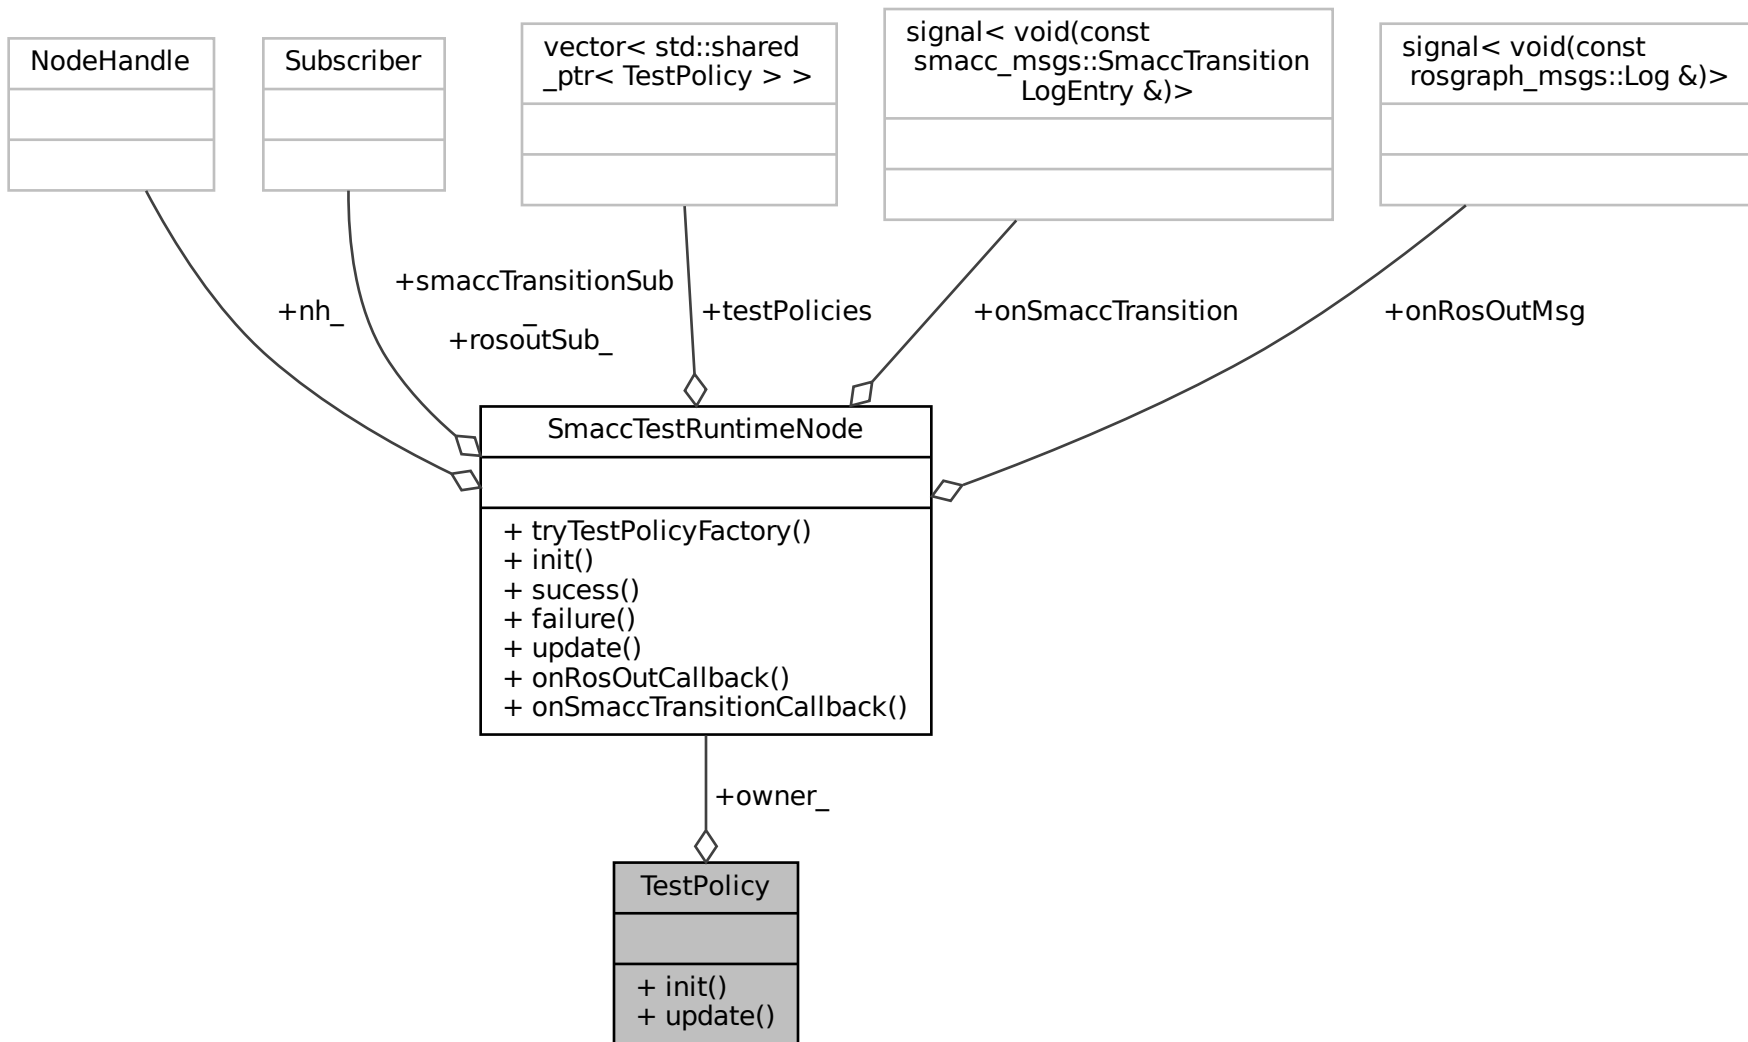 NodeHandle
Subscriber
vector< std::shared
_ptr< TestPolicy > >
signal< void(const
smacc_msgs::SmaccTransition
LogEntry &)>
signal< void(const
rosgraph_msgs::Log &)>
+nh_
+smaccTransitionSub
_
+rosoutSub_
+testPolicies
+onSmaccTransition
+onRosOutMsg
SmaccTestRuntimeNode
+ tryTestPolicyFactory()
+ init()
+ sucess()
+ failure()
+ update()
+ onRosOutCallback()
+ onSmaccTransitionCallback()
+owner_
TestPolicy
+ init()
+ update()